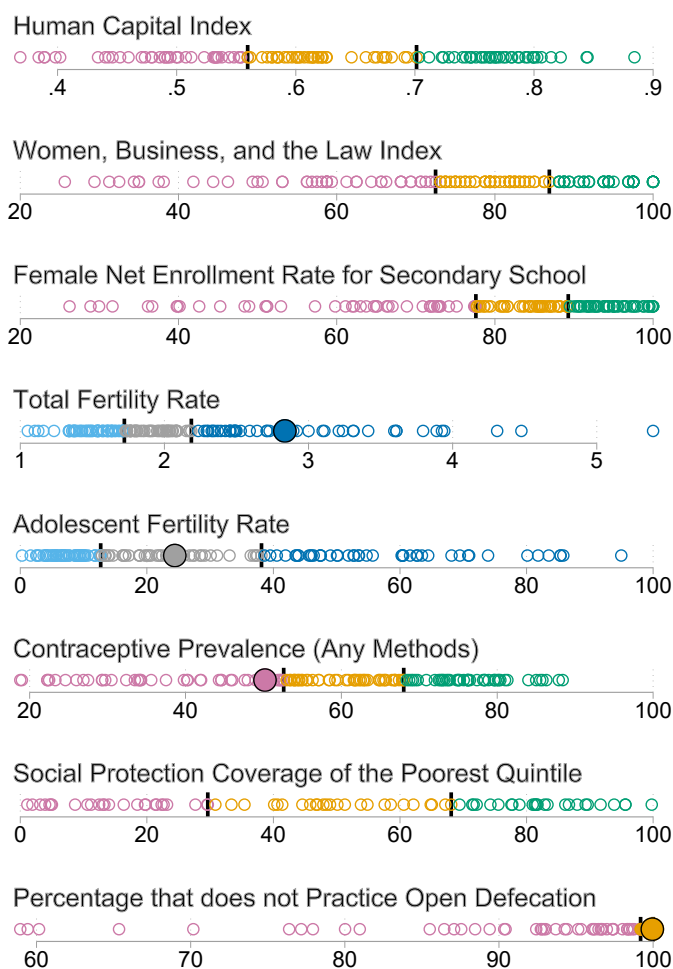 Human Capital Index
.4 .5 .6 .7 .8 .9
Women, Business, and the Law Index
20 40 60 80 100
Female Net Enrollment Rate for Secondary School
20 40 60 80 100
Total Fertility Rate
1 2 3 4 5
Adolescent Fertility Rate
0 20 40 60 80 100
Contraceptive Prevalence (Any Methods)
20 40 60 80 100
Social Protection Coverage of the Poorest Quintile
0 20 40 60 80 100
Percentage that does not Practice Open Defecation
60 70 80 90 100